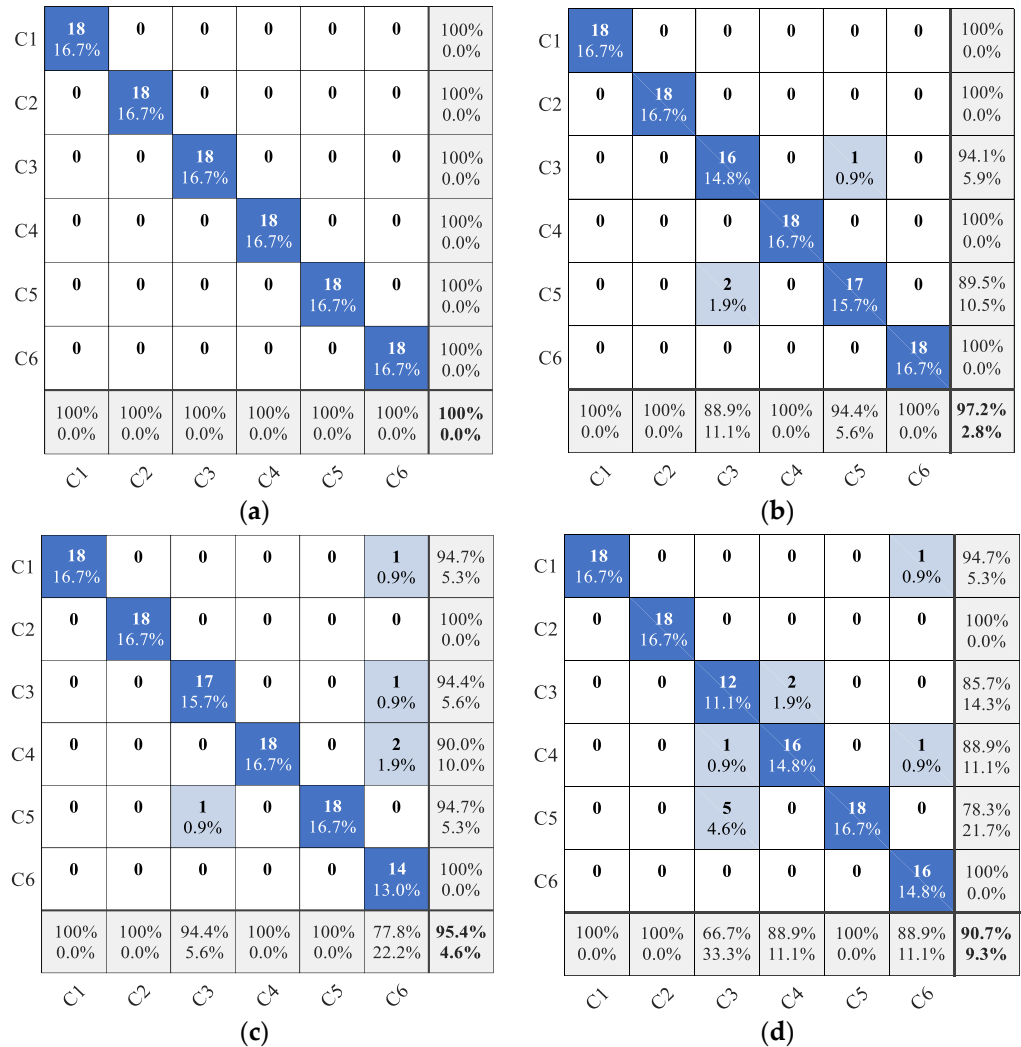 C1 18 0 0 0 0 0 100%
16.7% 0.0%
C2 0 18 0 0 0 0 100%
16.7% 0.0%
C3 0 0 18 0 0 0 100%
16.7% 0.0%
C4 0 0 0 18 0 0 100%
16.7% 0.0%
C5 0 0 0 0 18 0 100%
16.7% 0.0%
C6 0 0 0 0 0 18 100%
16.7% 0.0%
100% 100% 100% 100% 100% 100% 100%
0.0% 0.0% 0.0% 0.0% 0.0% 0.0% 0.0%
C1 C2 C3 C4 C5 C6
(a)
C1 18 0 0 0 0 0 100%
16.7% 0.0%
C2 0 18 0 0 0 0 100%
16.7% 0.0%
C3 0 0 16 0 1 0 94.1%
14.8% 0.9% 5.9%
C4 0 0 0 18 0 0 100%
16.7% 0.0%
C5 0 0 2 0 17 0 89.5%
1.9% 15.7% 10.5%
C6 0 0 0 0 0 18 100%
16.7% 0.0%
100% 100% 88.9% 100% 94.4% 100% 97.2%
0.0% 0.0% 11.1% 0.0% 5.6% 0.0% 2.8%
C1 C2 C3 C4 C5 C6
(b)
C1 18 0 0 0 0 1 94.7%
16.7% 0.9% 5.3%
C2 0 18 0 0 0 0 100%
16.7% 0.0%
C3 0 0 17 0 0 1 94.4%
15.7% 0.9% 5.6%
C4 0 0 0 18 0 2 90.0%
16.7% 1.9% 10.0%
C5 0 0 1 0 18 0 94.7%
0.9% 16.7% 5.3%
C6 0 0 0 0 0 14 100%
13.0% 0.0%
100% 100% 94.4% 100% 100% 77.8% 95.4%
0.0% 0.0% 5.6% 0.0% 0.0% 22.2% 4.6%
C1 C2 C3 C4 C5 C6
(c)
C1 18 0 0 0 0 1 94.7%
16.7% 0.9% 5.3%
C2 0 18 0 0 0 0 100%
16.7% 0.0%
C3 0 0 12 2 0 0 85.7%
11.1% 1.9% 14.3%
C4 0 0 1 16 0 1 88.9%
0.9% 14.8% 0.9% 11.1%
C5 0 0 5 0 18 0 78.3%
4.6% 16.7% 21.7%
C6 0 0 0 0 0 16 100%
14.8% 0.0%
100% 100% 66.7% 88.9% 100% 88.9% 90.7%
0.0% 0.0% 33.3% 11.1% 0.0% 11.1% 9.3%
C1 C2 C3 C4 C5 C6
(d)